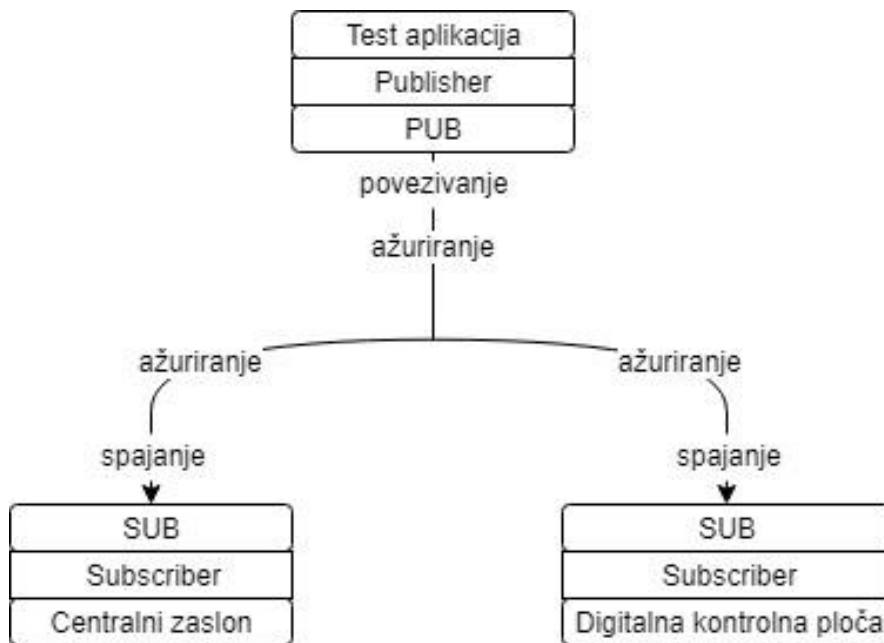 Test aplikacija
Publisher
PUB
povezivanje
ažuriranje
ažuriranje
ažuriranje
spajanje
spajanje
SUB
SUB
Subscriber
Subscriber
Centralni zaslon
Digitalna kontrolna ploča